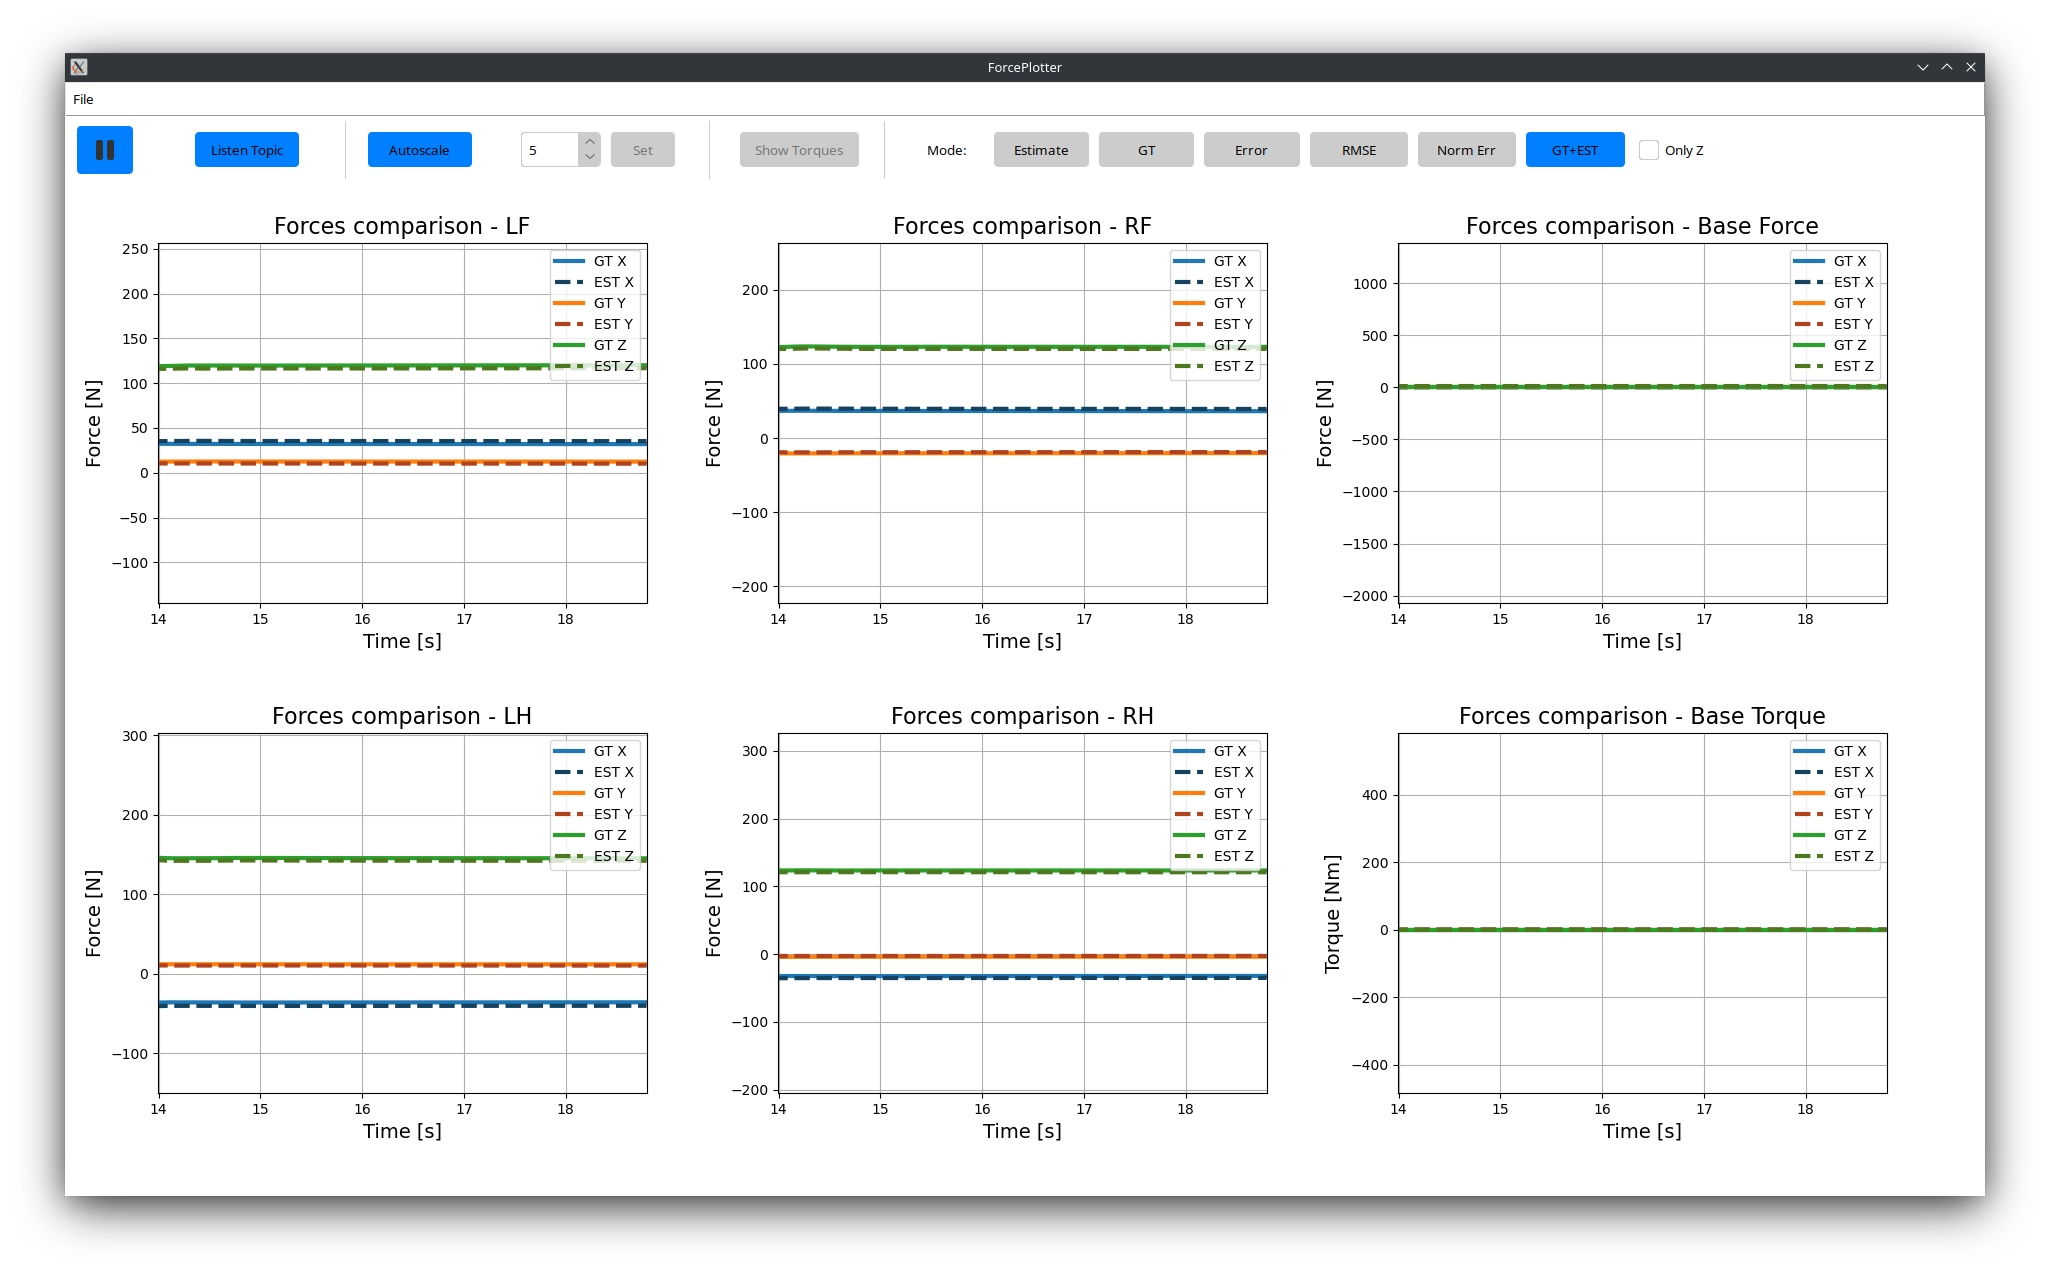 ForcePlotter
File
Listen Topic Autoscale 5 Set Show Torques Mode: Estimate GT Error RMSE Norm Err GT+EST Only Z
Forces comparison - LF
250
200
150
100
50
0
−50
−100
Force [N]
14 15 16 17 18
Time [s]
GT X
EST X
GT Y
EST Y
GT Z
EST Z
Forces comparison - RF
200
100
0
−100
−200
Force [N]
14 15 16 17 18
Time [s]
GT X
EST X
GT Y
EST Y
GT Z
EST Z
Forces comparison - Base Force
1000
500
0
−500
−1000
−1500
−2000
Force [N]
14 15 16 17 18
Time [s]
GT X
EST X
GT Y
EST Y
GT Z
EST Z
Forces comparison - LH
300
200
100
0
−100
Force [N]
14 15 16 17 18
Time [s]
GT X
EST X
GT Y
EST Y
GT Z
EST Z
Forces comparison - RH
300
200
100
0
−100
−200
Force [N]
14 15 16 17 18
Time [s]
GT X
EST X
GT Y
EST Y
GT Z
EST Z
Forces comparison - Base Torque
400
200
0
−200
−400
Torque [Nm]
14 15 16 17 18
Time [s]
GT X
EST X
GT Y
EST Y
GT Z
EST Z